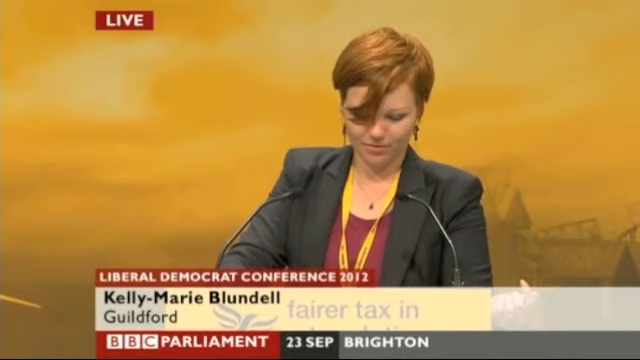 LIVE
LIBERAL DEMOCRAT CONFERENCE 2012
Kelly-Marie Blundell
Guildford
fairer tax in
BBC PARLIAMENT
23 SEP BRIGHTON